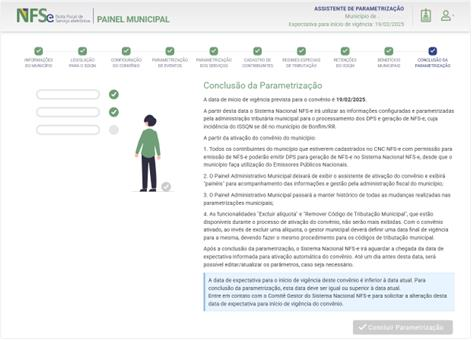 NFSe Nota Fiscal de Serviço eletrônica PAINEL MUNICIPAL
ASSISTENTE DE PARAMETRIZAÇÃO
Município de .
Expectativa para início de vigência: 19/02/2025
INFORMAÇÕES DO MUNICÍPIO
LEGISLAÇÃO PARA O ISSQN
CONFIGURAÇÃO DO CONVÊNIO
PARAMETRIZAÇÃO DE EVENTOS
PARAMETRIZAÇÃO DOS SERVIÇOS
CADASTRO DE CONTRIBUINTES
REGIMES ESPECIAIS DE TRIBUTAÇÃO
RETENÇÕES DO ISSQN
BENEFÍCIO MUNICIPAL
CONCLUSÃO DA PARAMETRIZAÇÃO
Conclusão da Parametrização
A data de início de vigência prevista para o convênio é 19/02/2025.
A partir desta data o Sistema Nacional NFS-e irá utilizar as informações configuradas e parametrizadas
pela administração tributária municipal para o processamento dos DPS e geração de NFS-e, cuja
incidência do ISSQN se dê no município de Bonfim/RR.
A partir da ativação do convênio do município:
1. Todos os contribuintes do município que estiverem cadastrados no CNC NFS-e com permissão para
emissão de NFS-e poderão emitir DPS para geração de NFS-e no Sistema Nacional NFS-e, desde que o
município faça utilização do Emissores Públicos Nacionais.
2. O Painel Administrativo Municipal deixará de exibir o assistente de ativação do convênio e exibirá
"painéis" para acompanhamento das informações e gestão pela administração fiscal do município;
3. O Painel Administrativo Municipal passará a manter histórico de todas as mudanças realizadas nas
parametrizações municipais;
4. As funcionalidades "Excluir alíquota" e "Remover Código de Tributação Municipal", que estão
disponíveis durante o processo de ativação do convênio, não serão mais exibidas. Com o convênio
ativado, ao invés de excluir uma alíquota, o gestor municipal deverá definir uma data final de vigência
para a mesma, devendo fazer o mesmo procedimento para os códigos de tributação municipal.
Após a conclusão da parametrização, o Sistema Nacional NFS-e irá aguardar a chegada da data de
expectativa informada para ativação automática do convênio. Até um dia antes desta data, será
possível editar/atualizar os parâmetros, caso seja necessário.
A data de expectativa para o início de vigência deste convênio é inferior à data atual. Para
conclusão da parametrização, esta data deve ser igual ou superior à data atual.
Entre em contato com o Comitê Gestor do Sistema Nacional NFS-e para solicitar a alteração desta
data de expectativa para início de vigência do convênio.
Concluir Parametrização